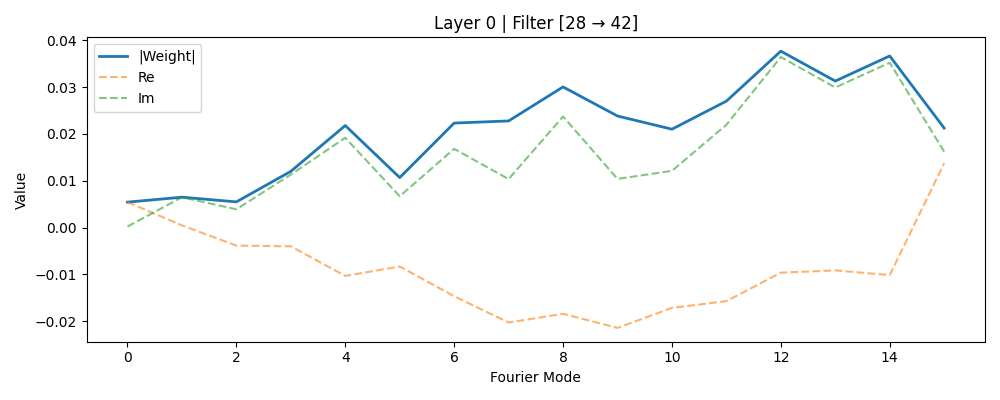 Layer 0 | Filter [28 → 42]
0.04
0.03
0.02
0.01
0.00
−0.01
−0.02
Value
|Weight|
Re
Im
0 2 4 6 8 10 12 14
Fourier Mode